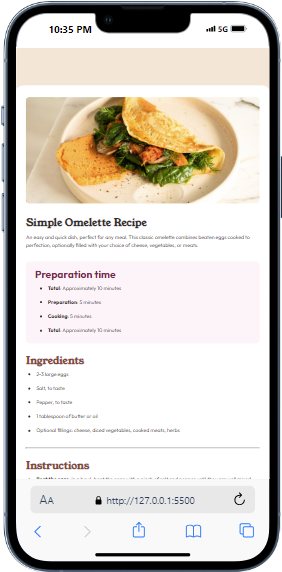 10:35 PM
5G
Simple Omelette Recipe
An easy and quick dish, perfect for any meal. This classic omelette combines beaten eggs cooked to
perfection, optionally filled with your choice of cheese, vegetables, or meats.
Preparation time
Total: Approximately 10 minutes
Preparation: 5 minutes
Cooking: 5 minutes
Total: Approximately 10 minutes
Ingredients
2-3 large eggs
Salt, to taste
Pepper, to taste
1 tablespoon of butter or oil
Optional fillings: cheese, diced vegetables, cooked meats, herbs
Instructions
AA
http://127.0.0.1:5500